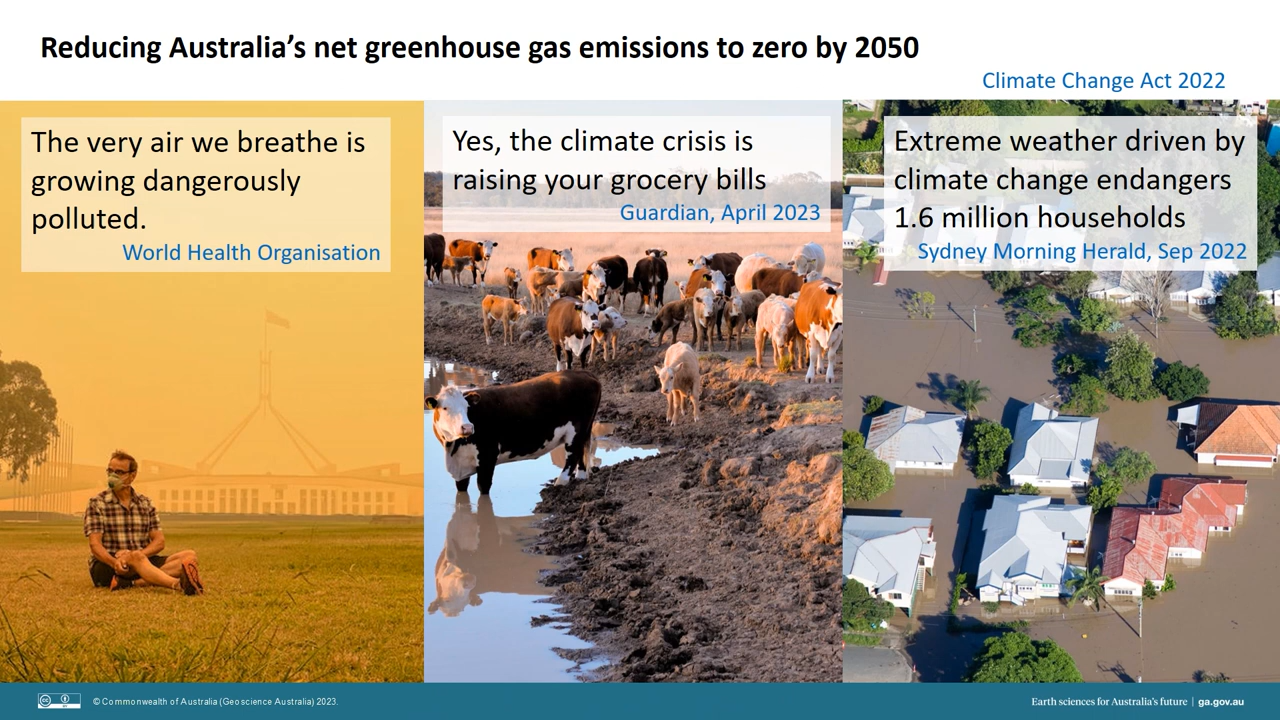 Reducing Australia's net greenhouse gas emissions to zero by 2050
Climate Change Act 2022
The very air we breathe is
growing dangerously
polluted.
World Health Organisation
Yes, the climate crisis is
raising your grocery bills
Guardian, April 2023
Extreme weather driven by
climate change endangers
1.6 million households
Sydney Morning Herald, Sep 2022
© Commonwealth of Australia (Geoscience Australia) 2023.
Earth sciences for Australia's future | ga.gov.au